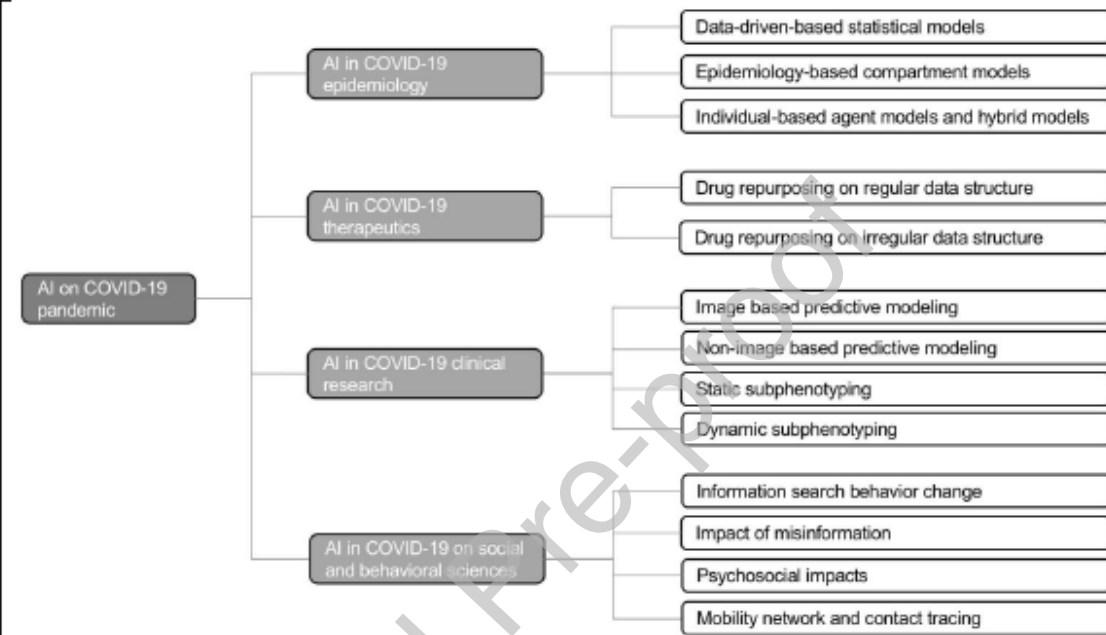 AI on COVID-19
pandemic
AI in COVID-19
epidemiology
Data-driven-based statistical models
Epidemiology-based compartment models
Individual-based agent models and hybrid models
AI in COVID-19
therapeutics
Drug repurposing on regular data structure
Drug repurposing on irregular data structure
AI in COVID-19 clinical
research
Image based predictive modeling
Non-image based predictive modeling
Static subphenotyping
Dynamic subphenotyping
AI in COVID-19 on social
and behavioral sciences
Information search behavior change
Impact of misinformation
Psychosocial impacts
Mobility network and contact tracing
Pre-proof